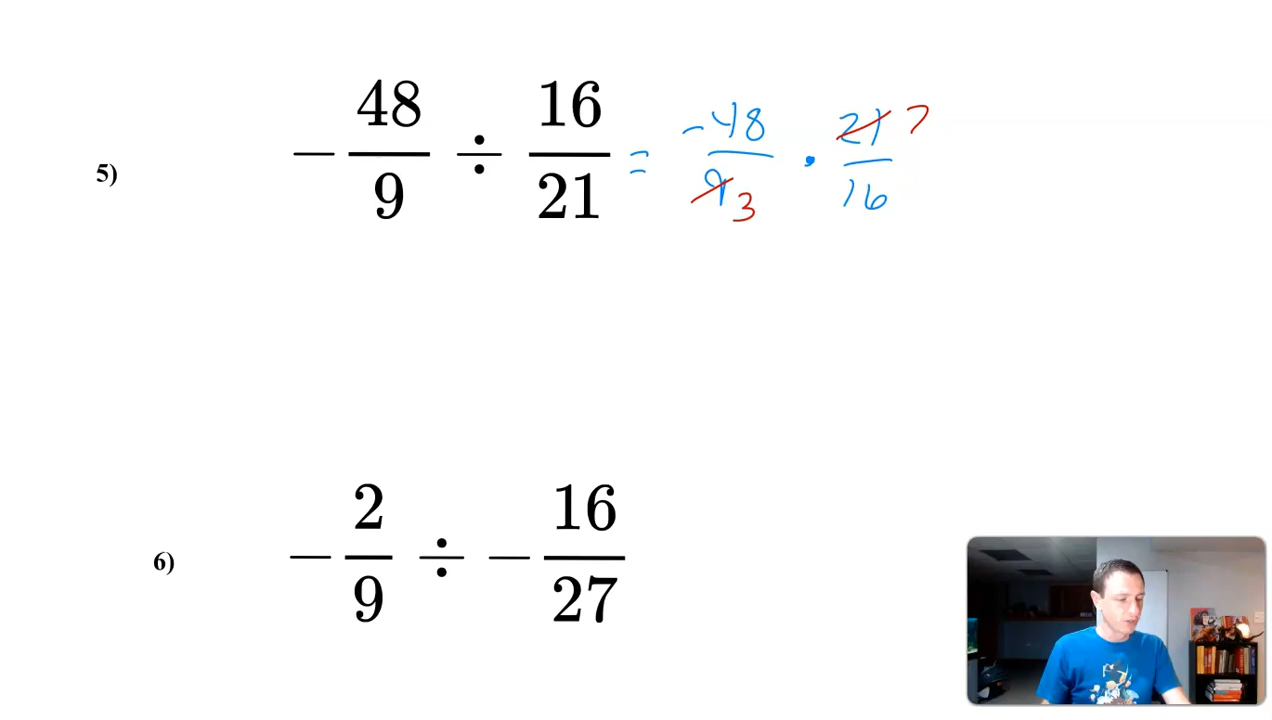 5) −48/9 ÷ 16/21 = -48/9 3 · 21/16 7
6) −2/9 ÷ −16/27